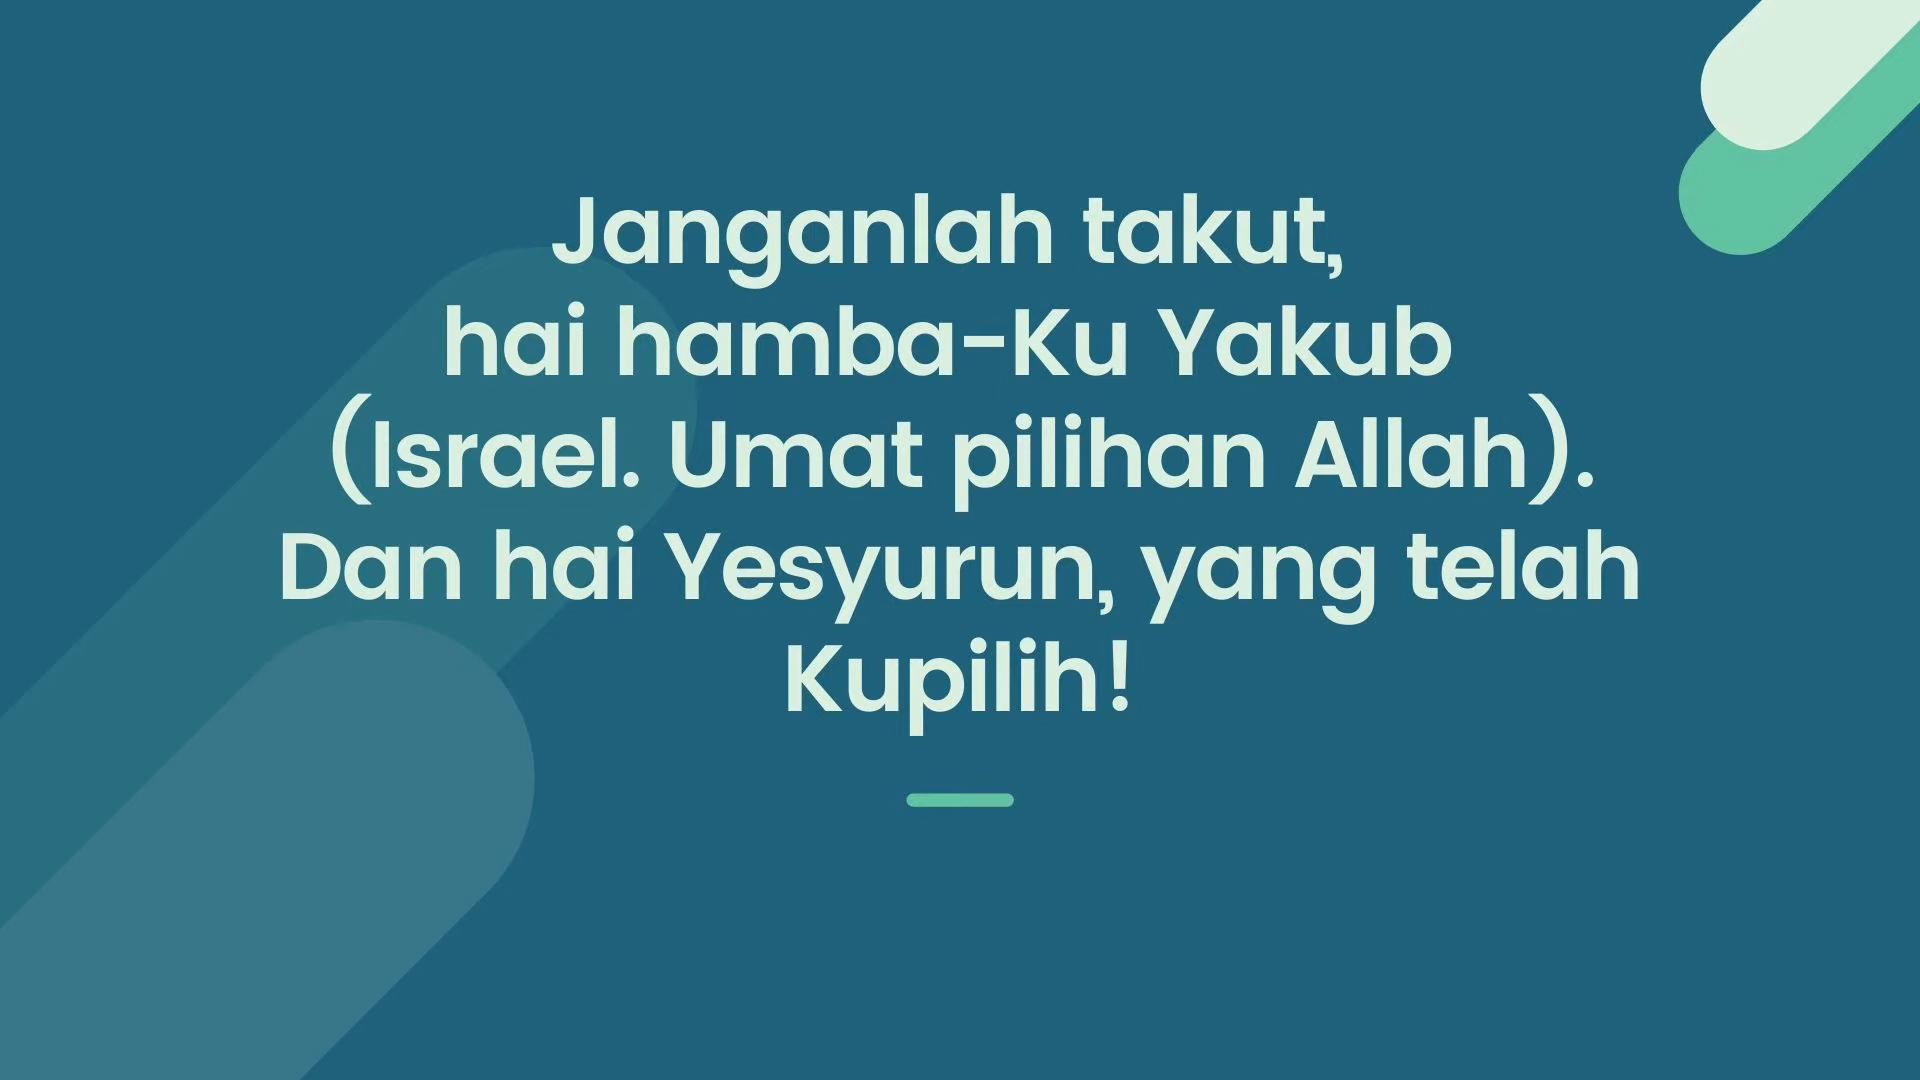 Janganlah takut,
hai hamba-Ku Yakub
(Israel. Umat pilihan Allah).
Dan hai Yesyurun, yang telah
Kupilih!